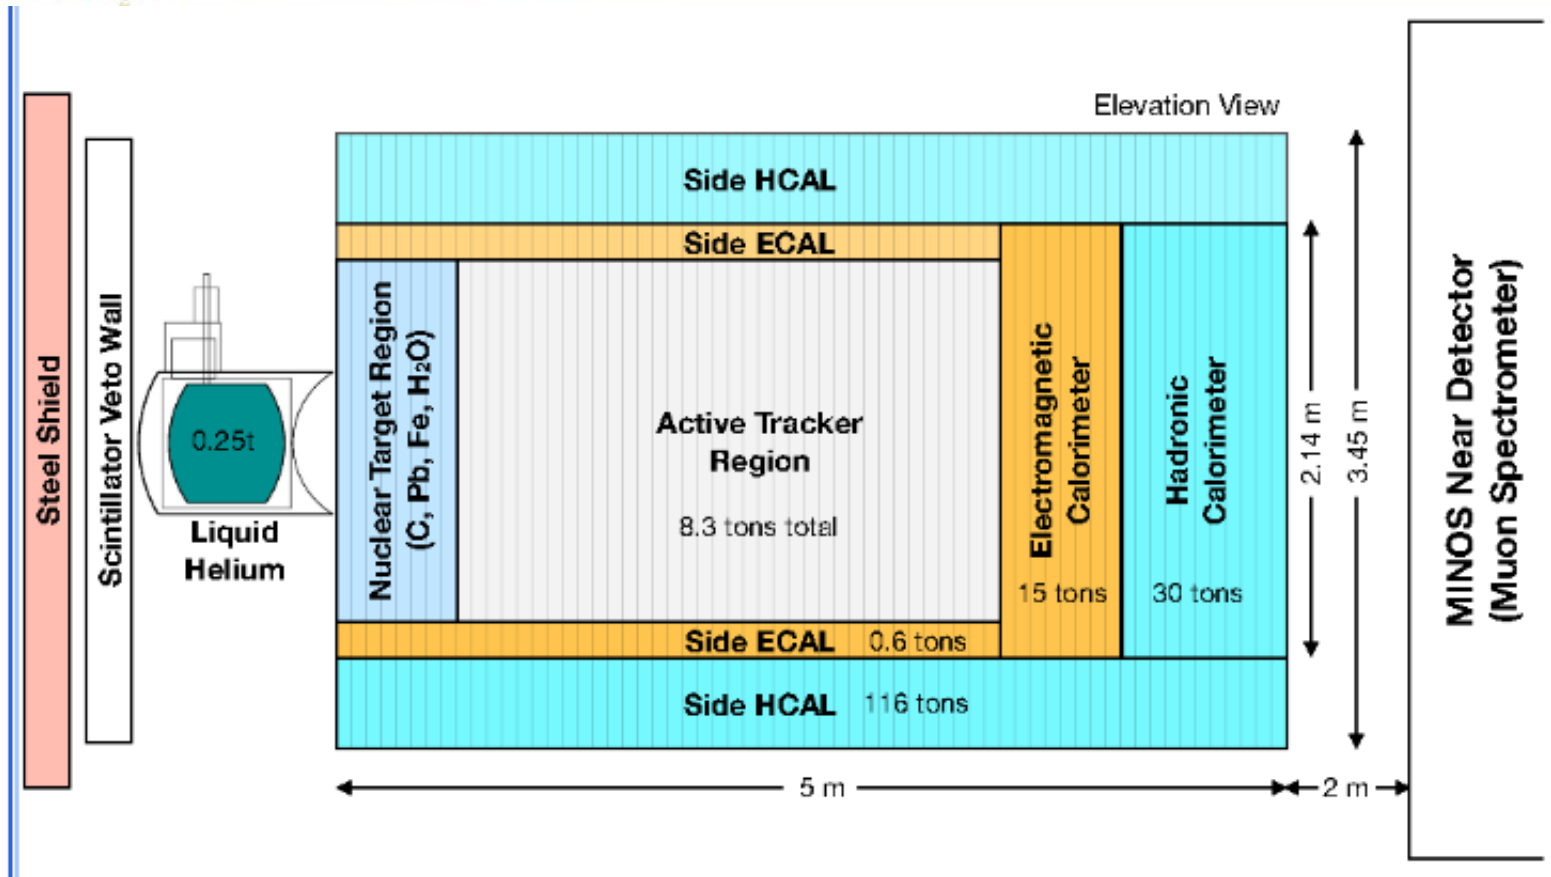 Elevation View
Steel Shield
Scintillator Veto Wall
0.25t
Liquid
Helium
Side HCAL
Side ECAL
Nuclear Target Region
(C, Pb, Fe, H₂O)
Active Tracker
Region
8.3 tons total
Electromagnetic
Calorimeter
15 tons
Hadronic
Calorimeter
30 tons
Side ECAL 0.6 tons
Side HCAL 116 tons
2.14 m
3.45 m
5 m
2 m
MINOS Near Detector
(Muon Spectrometer)